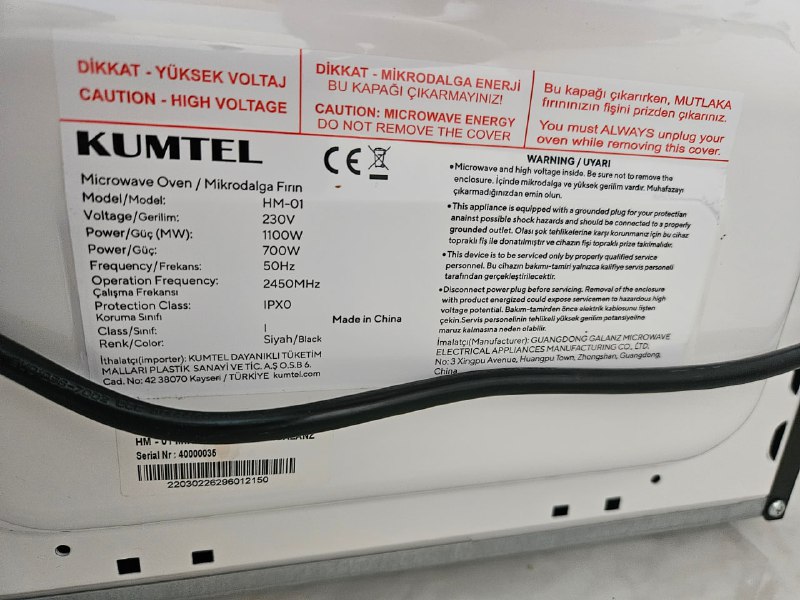 DİKKAT - YÜKSEK VOLTAJ
CAUTION - HIGH VOLTAGE
DİKKAT - MİKRODALGA ENERJİ
BU KAPAĞI ÇIKARMAYINIZ!
CAUTION: MICROWAVE ENERGY
DO NOT REMOVE THE COVER
Bu kapağı çıkarırken, MUTLAKA
fırınınızın fişini prizden çıkarınız.
You must ALWAYS unplug your
oven while removing this cover.
KUMTEL
CE
Microwave Oven / Mikrodalga Fırın
Model/Model: HM-01
Voltage/Gerilim: 230V
Power/Güç (MW): 1100W
Power/Güç: 700W
Frequency/Frekans: 50Hz
Operation Frequency: 2450MHz
Çalışma Frekansı
Protection Class: IPX0
Koruma Sınıfı
Class/Sınıf: I
Renk/Color: Siyah/Black
Made in China
İthalatçı(importer): KUMTEL DAYANIKLI TÜKETİM
MALLARI PLASTİK SANAYİ VE TİC. A.Ş O.S.B 6.
Cad. No: 42 38070 Kayseri / TÜRKİYE kumtel.com
WARNING / UYARI
• Microwave and high voltage inside. Be sure not to remove the
enclosure. İçinde mikrodalga ve yüksek gerilim vardır. Muhafazayı
çıkarmadığınızdan emin olun.
• This appliance is equipped with a grounded plug for your protection
against possible shock hazards and should be connected to a properly
grounded outlet. Olası şok tehlikelerine karşı korunmanız için bu cihaz
topraklı fiş ile donatılmıştır ve cihazın fişi topraklı prize takılmalıdır.
• This device is to be serviced only by properly qualified service
personnel. Bu cihazın bakımı-tamiri yalnızca kalifiye servis personeli
tarafından gerçekleştirilecektir.
• Disconnect power plug before servicing. Removal of the enclosure
with product energized could expose servicemen to hazardous high
voltage potential. Bakım-tamirden önce elektrik kablosunu fişten
çekin. Servis personelinin tehlikeli yüksek gerilim potansiyeline
maruz kalmasına neden olabilir.
İmalatçı(Manufacturer): GUANGDONG GALANZ MICROWAVE
ELECTRICAL APPLIANCES MANUFACTURING CO., LTD.
No: 3 Xingpu Avenue, Huangpu Town, Zhongshan, Guangdong,
China
HM - 01
Serial Nr : 40000035
22030226296012150